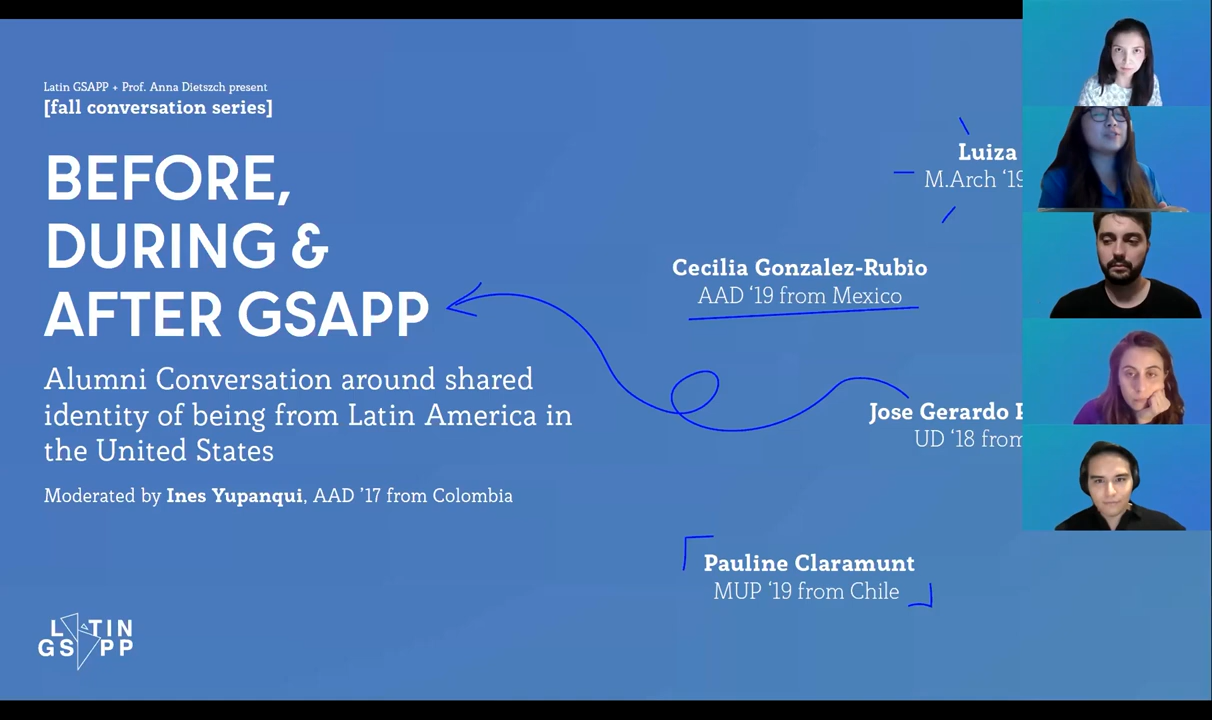 Latin GSAPP + Prof. Anna Dietszch present
[fall conversation series]
BEFORE,
DURING &
AFTER GSAPP
Alumni Conversation around shared
identity of being from Latin America in
the United States
Moderated by Ines Yupanqui, AAD ’17 from Colombia
Luiza
M.Arch ‘19
Cecilia Gonzalez-Rubio
AAD ‘19 from Mexico
Jose Gerardo
UD ‘18 from
Pauline Claramunt
MUP ‘19 from Chile
LATIN
GSAPP